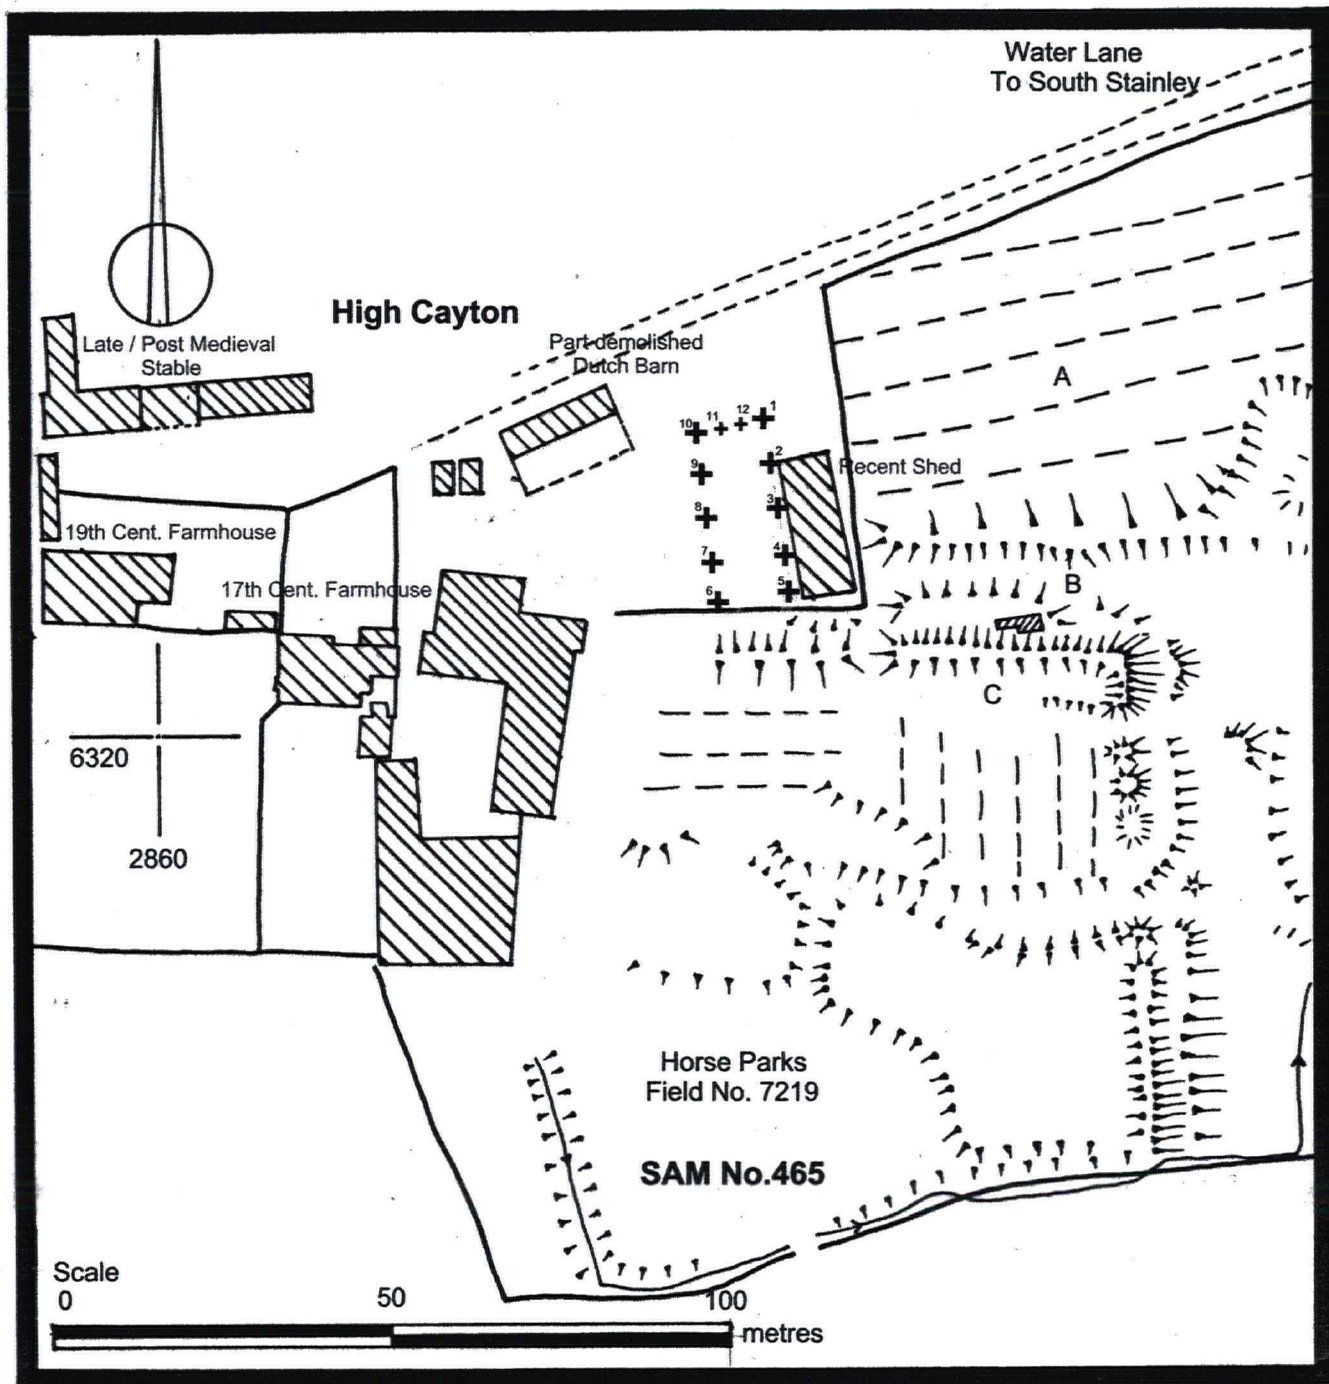 Water Lane
To South Stainley
High Cayton
Late / Post Medieval
Stable
Part-demolished
Dutch Barn
A
10 11 12 1
9 2
Recent Shed
8 3
7 4
6 5
19th Cent. Farmhouse
17th Cent. Farmhouse
B
C
6320
2860
Horse Parks
Field No. 7219
SAM No.465
Scale
0 50 100
metres